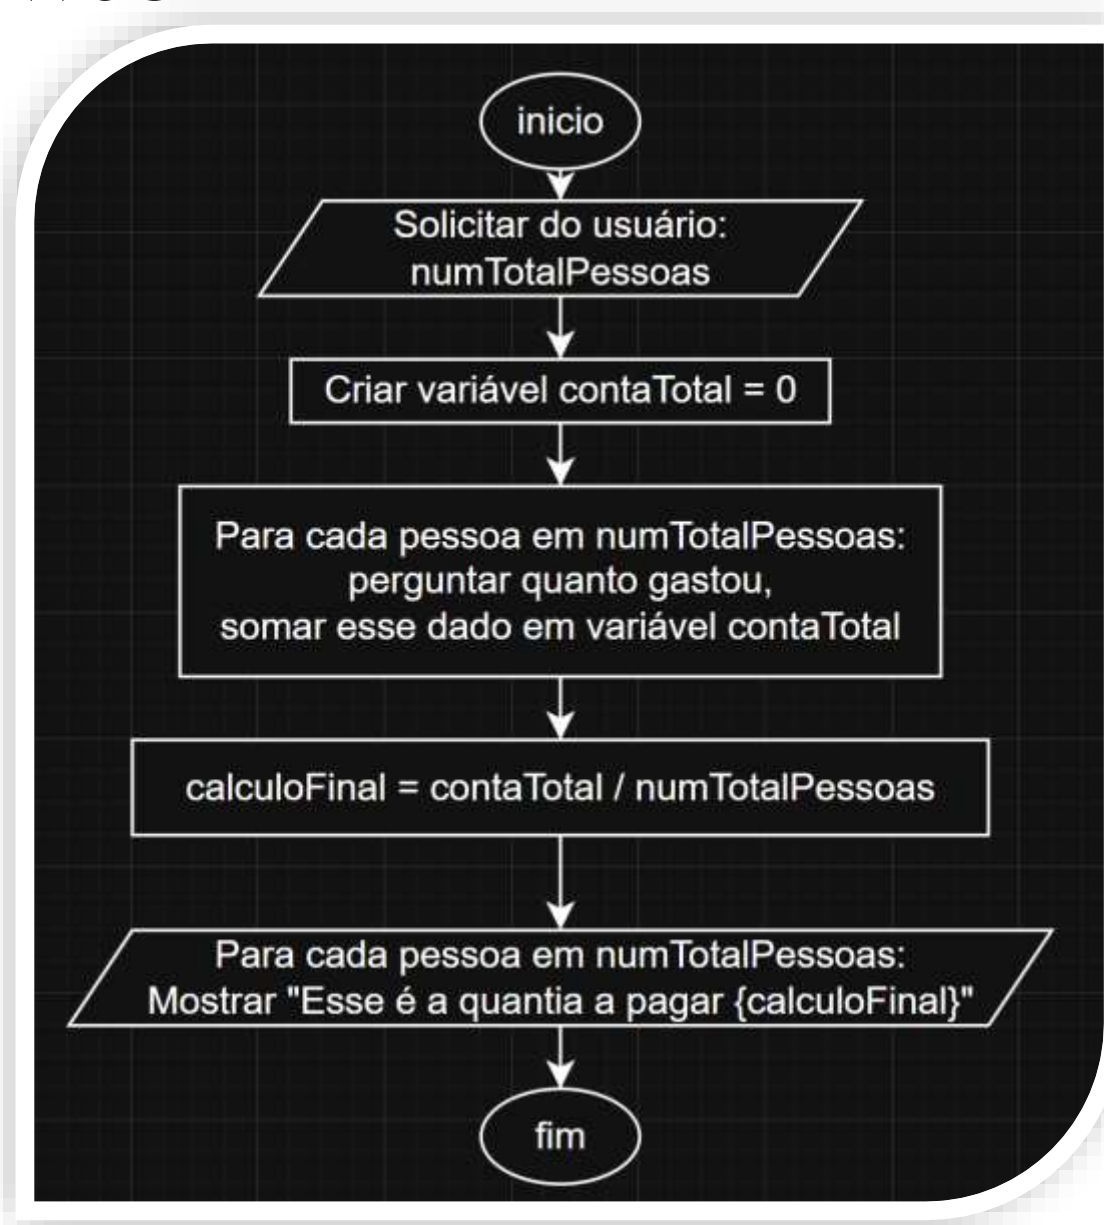 inicio
Solicitar do usuário:
numTotalPessoas
Criar variável contaTotal = 0
Para cada pessoa em numTotalPessoas:
perguntar quanto gastou,
somar esse dado em variável contaTotal
calculoFinal = contaTotal / numTotalPessoas
Para cada pessoa em numTotalPessoas:
Mostrar "Esse é a quantia a pagar {calculoFinal}"
fim